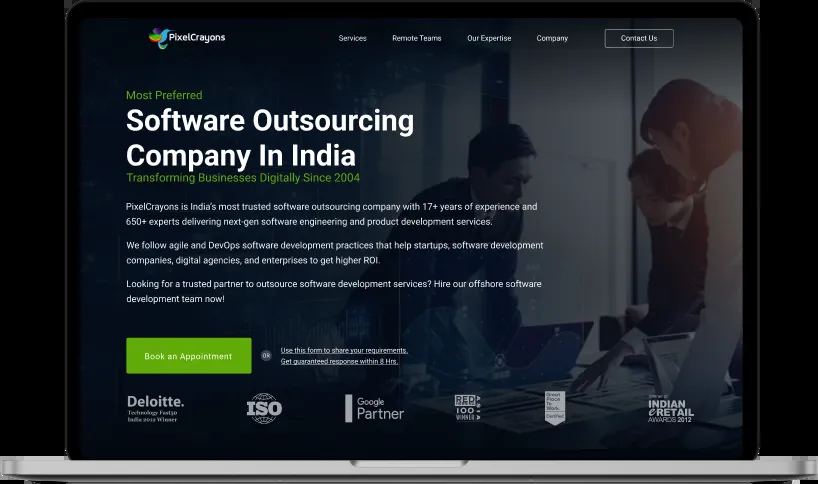 PixelCrayons
Services
Remote Teams
Our Expertise
Company
Contact Us
Most Preferred
Software Outsourcing
Company In India
Transforming Businesses Digitally Since 2004
PixelCrayons is India's most trusted software outsourcing company with 17+ years of experience and
650+ experts delivering next-gen software engineering and product development services.
We follow agile and DevOps software development practices that help startups, software development
companies, digital agencies, and enterprises to get higher ROI.
Looking for a trusted partner to outsource software development services? Hire our offshore software
development team now!
Book an Appointment
OR
Use this form to share your requirements.
Get guaranteed response within 8 Hrs.
Deloitte.
Technology Fast50
India 2012 Winner
ISO
Google
Partner
RED
100
WINNER
Great
Place
To
Work.
Certified
INDIAN
eRETAIL
AWARDS 2012